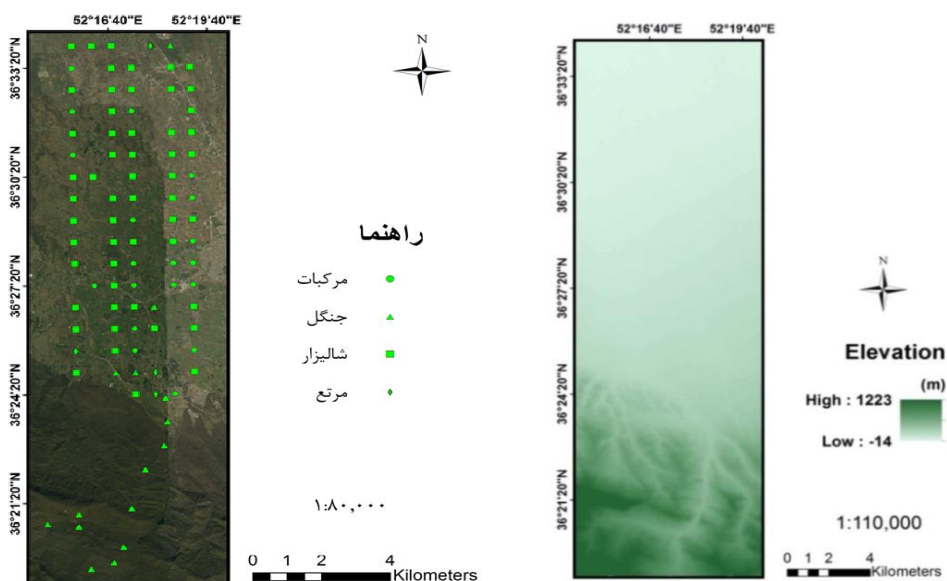 52°16'40"E 52°19'40"E
36°33'20"N
36°30'20"N
36°27'20"N
36°24'20"N
36°21'20"N
N
راهنما
مرکبات
جنگل
شالیزار
مرتع
۱:۸۰,۰۰۰
0 1 2 4
Kilometers
52°16'40"E 52°19'40"E
36°33'20"N
36°30'20"N
36°27'20"N
36°24'20"N
36°21'20"N
N
Elevation
(m)
High : 1223
Low : -14
1:110,000
0 1 2 4
Kilometers